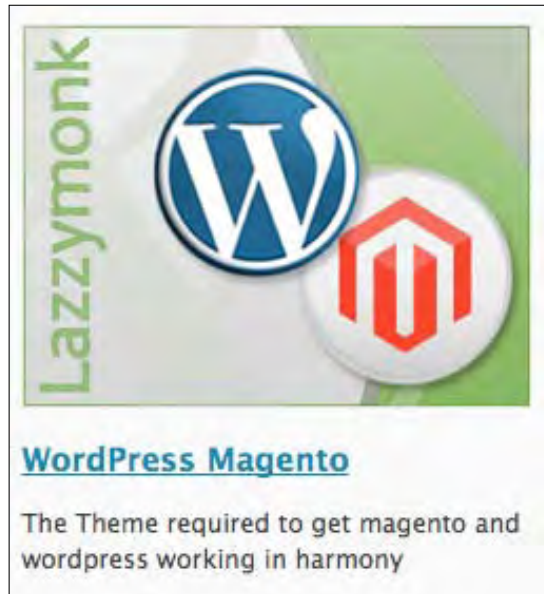 Lazzymonk
WordPress Magento
The Theme required to get magento and
wordpress working in harmony